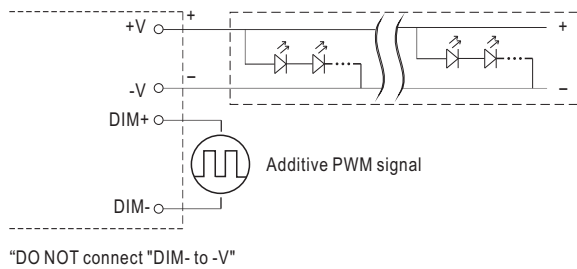 +V + +
-V – –
DIM+
Additive PWM signal
DIM-
“DO NOT connect "DIM- to -V"